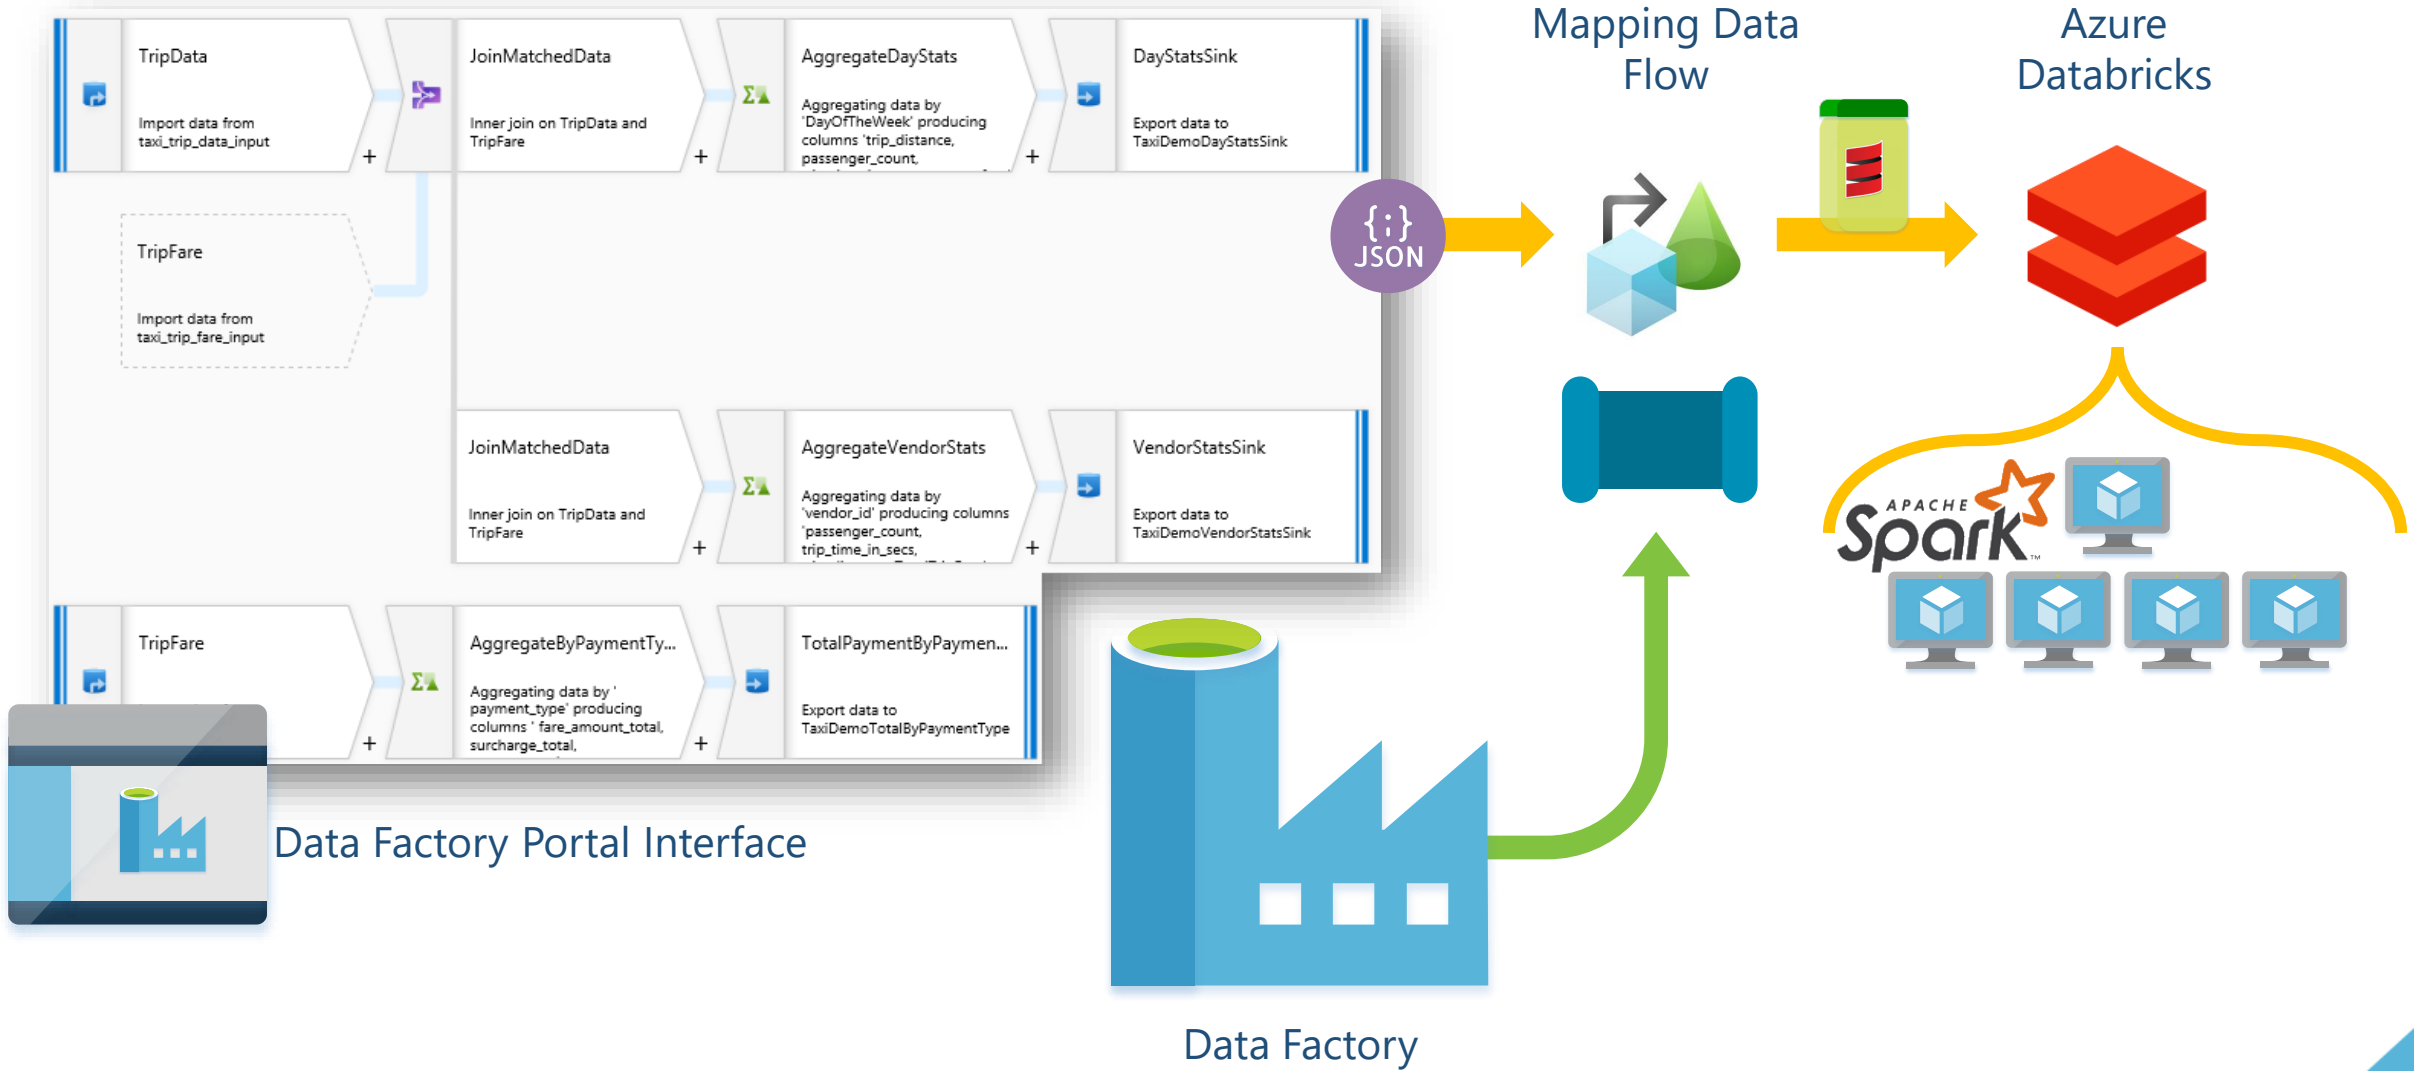 TripData
Import data from
taxi_trip_data_input
+
JoinMatchedData
Inner join on TripData and
TripFare
+
AggregateDayStats
Aggregating data by
'DayOfTheWeek' producing
columns 'trip_distance,
passenger_count,
+
DayStatsSink
Export data to
TaxiDemoDayStatsSink
TripFare
Import data from
taxi_trip_fare_input
JoinMatchedData
Inner join on TripData and
TripFare
+
AggregateVendorStats
Aggregating data by
'vendor_id' producing columns
'passenger_count,
trip_time_in_secs,
+
VendorStatsSink
Export data to
TaxiDemoVendorStatsSink
TripFare
+
AggregateByPaymentTy...
Aggregating data by '
payment_type' producing
columns ' fare_amount_total,
surcharge_total,
+
TotalPaymentByPaymen...
Export data to
TaxiDemoTotalByPaymentType
Data Factory Portal Interface
{;}
JSON
Mapping Data
Flow
Azure
Databricks
APACHE
Spark
TM
Data Factory